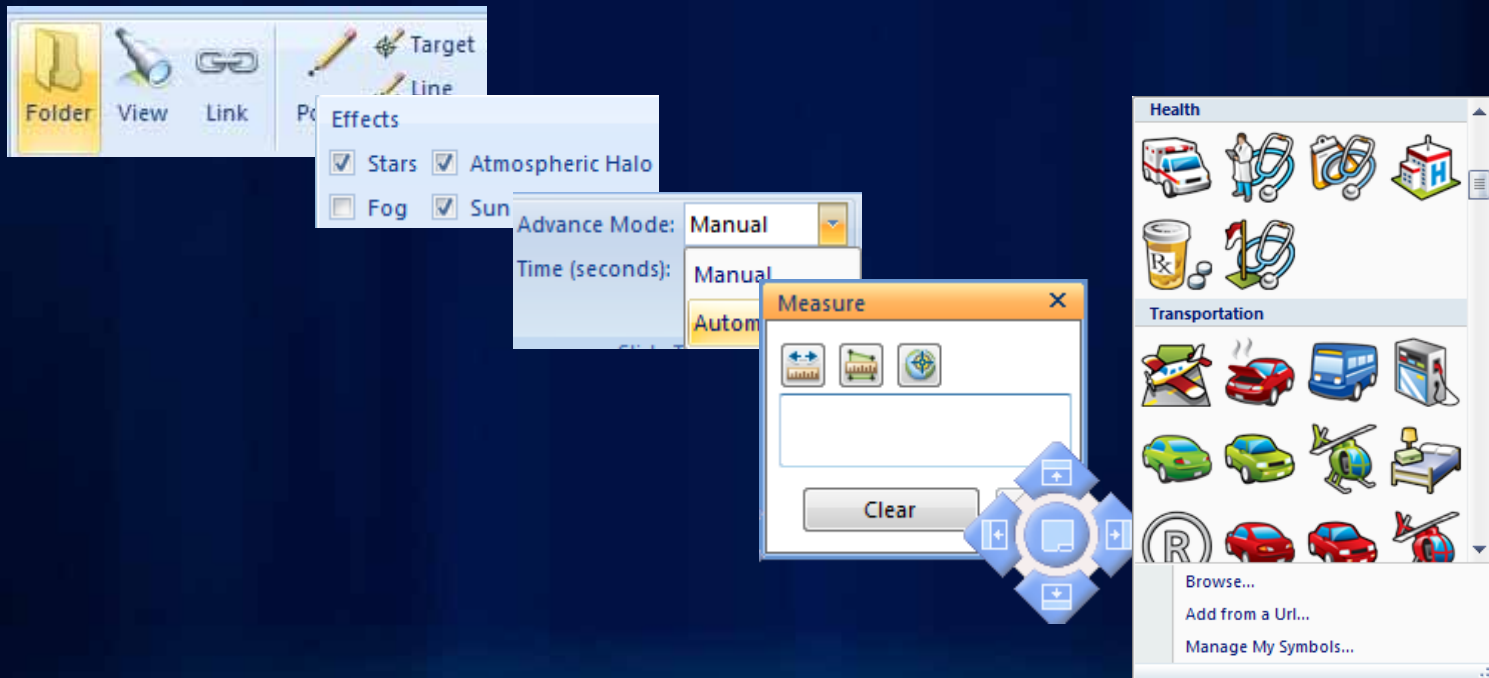 Target
Line
Folder
View
Link
Effects
Stars
Atmospheric Halo
Fog
Sun
Advance Mode:
Manual
Time (seconds):
Manual
Measure
Clear
Health
Rx
H
Transportation
R
Browse...
Add from a Url...
Manage My Symbols...